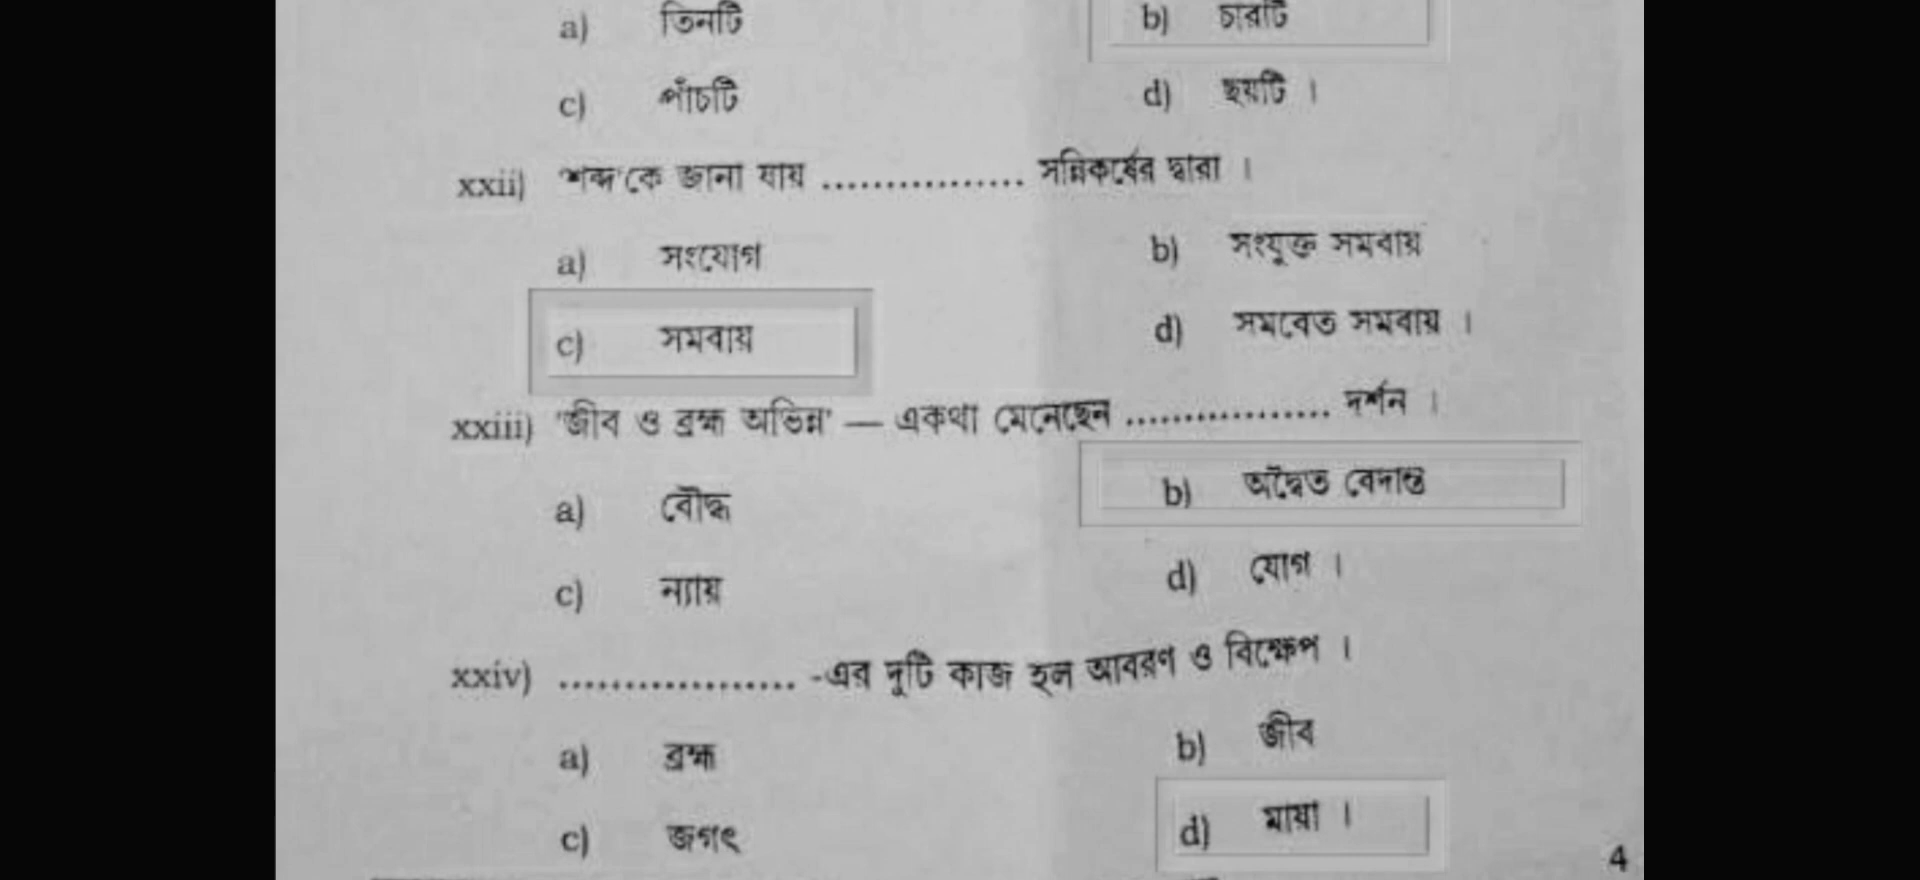 a) তিনটি b) চারটি
c) পাঁচটি d) ছয়টি ।
xxii) 'শব্দ'কে জানা যায় ................ সন্নিকর্ষের দ্বারা ।
a) সংযোগ b) সংযুক্ত সমবায়
c) সমবায় d) সমবেত সমবায় ।
xxiii) 'জীব ও ব্রহ্ম অভিন্ন' — একথা মেনেছেন ................ দর্শন ।
a) বৌদ্ধ b) অদ্বৈত বেদান্ত
c) ন্যায় d) যোগ ।
xxiv) .................. -এর দুটি কাজ হল আবরণ ও বিক্ষেপ ।
a) ব্রহ্ম b) জীব
c) জগৎ d) মায়া ।
4